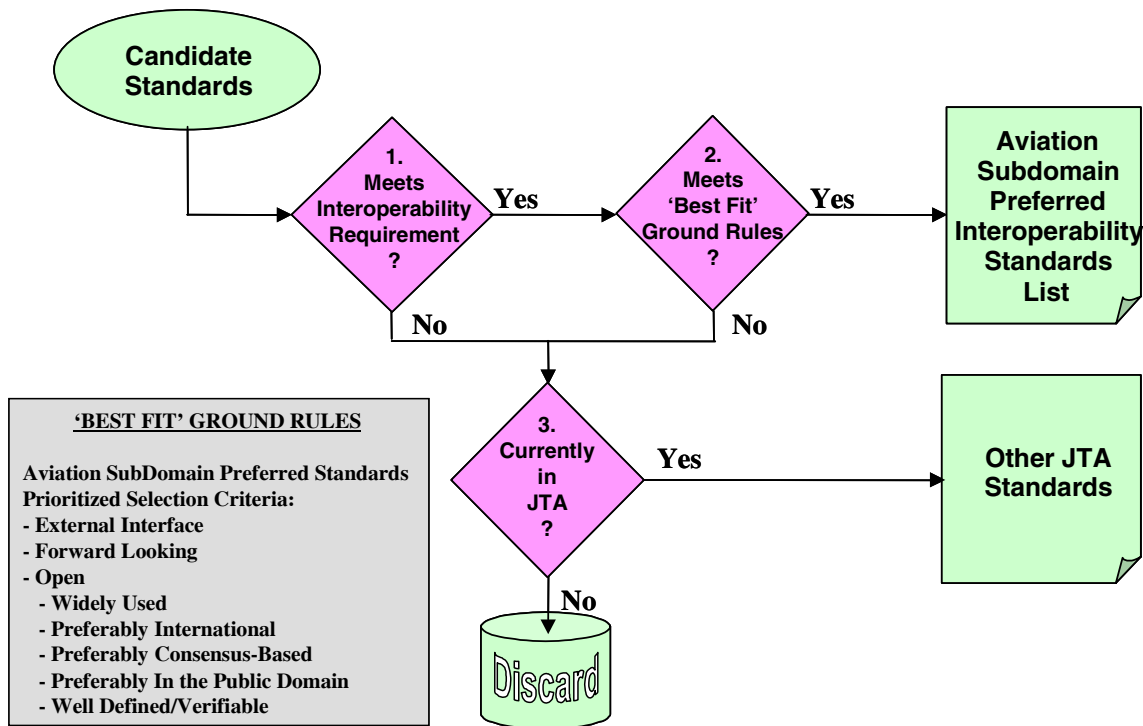 Candidate
Standards
1.
Meets
Interoperability
Requirement
?
Yes
No
2.
Meets
‘Best Fit’
Ground Rules
?
Yes
No
Aviation
Subdomain
Preferred
Interoperability
Standards
List
3.
Currently
in
JTA
?
Yes
No
Other JTA
Standards
Discard
‘BEST FIT’ GROUND RULES
Aviation SubDomain Preferred Standards
Prioritized Selection Criteria:
- External Interface
- Forward Looking
- Open
- Widely Used
- Preferably International
- Preferably Consensus-Based
- Preferably In the Public Domain
- Well Defined/Verifiable